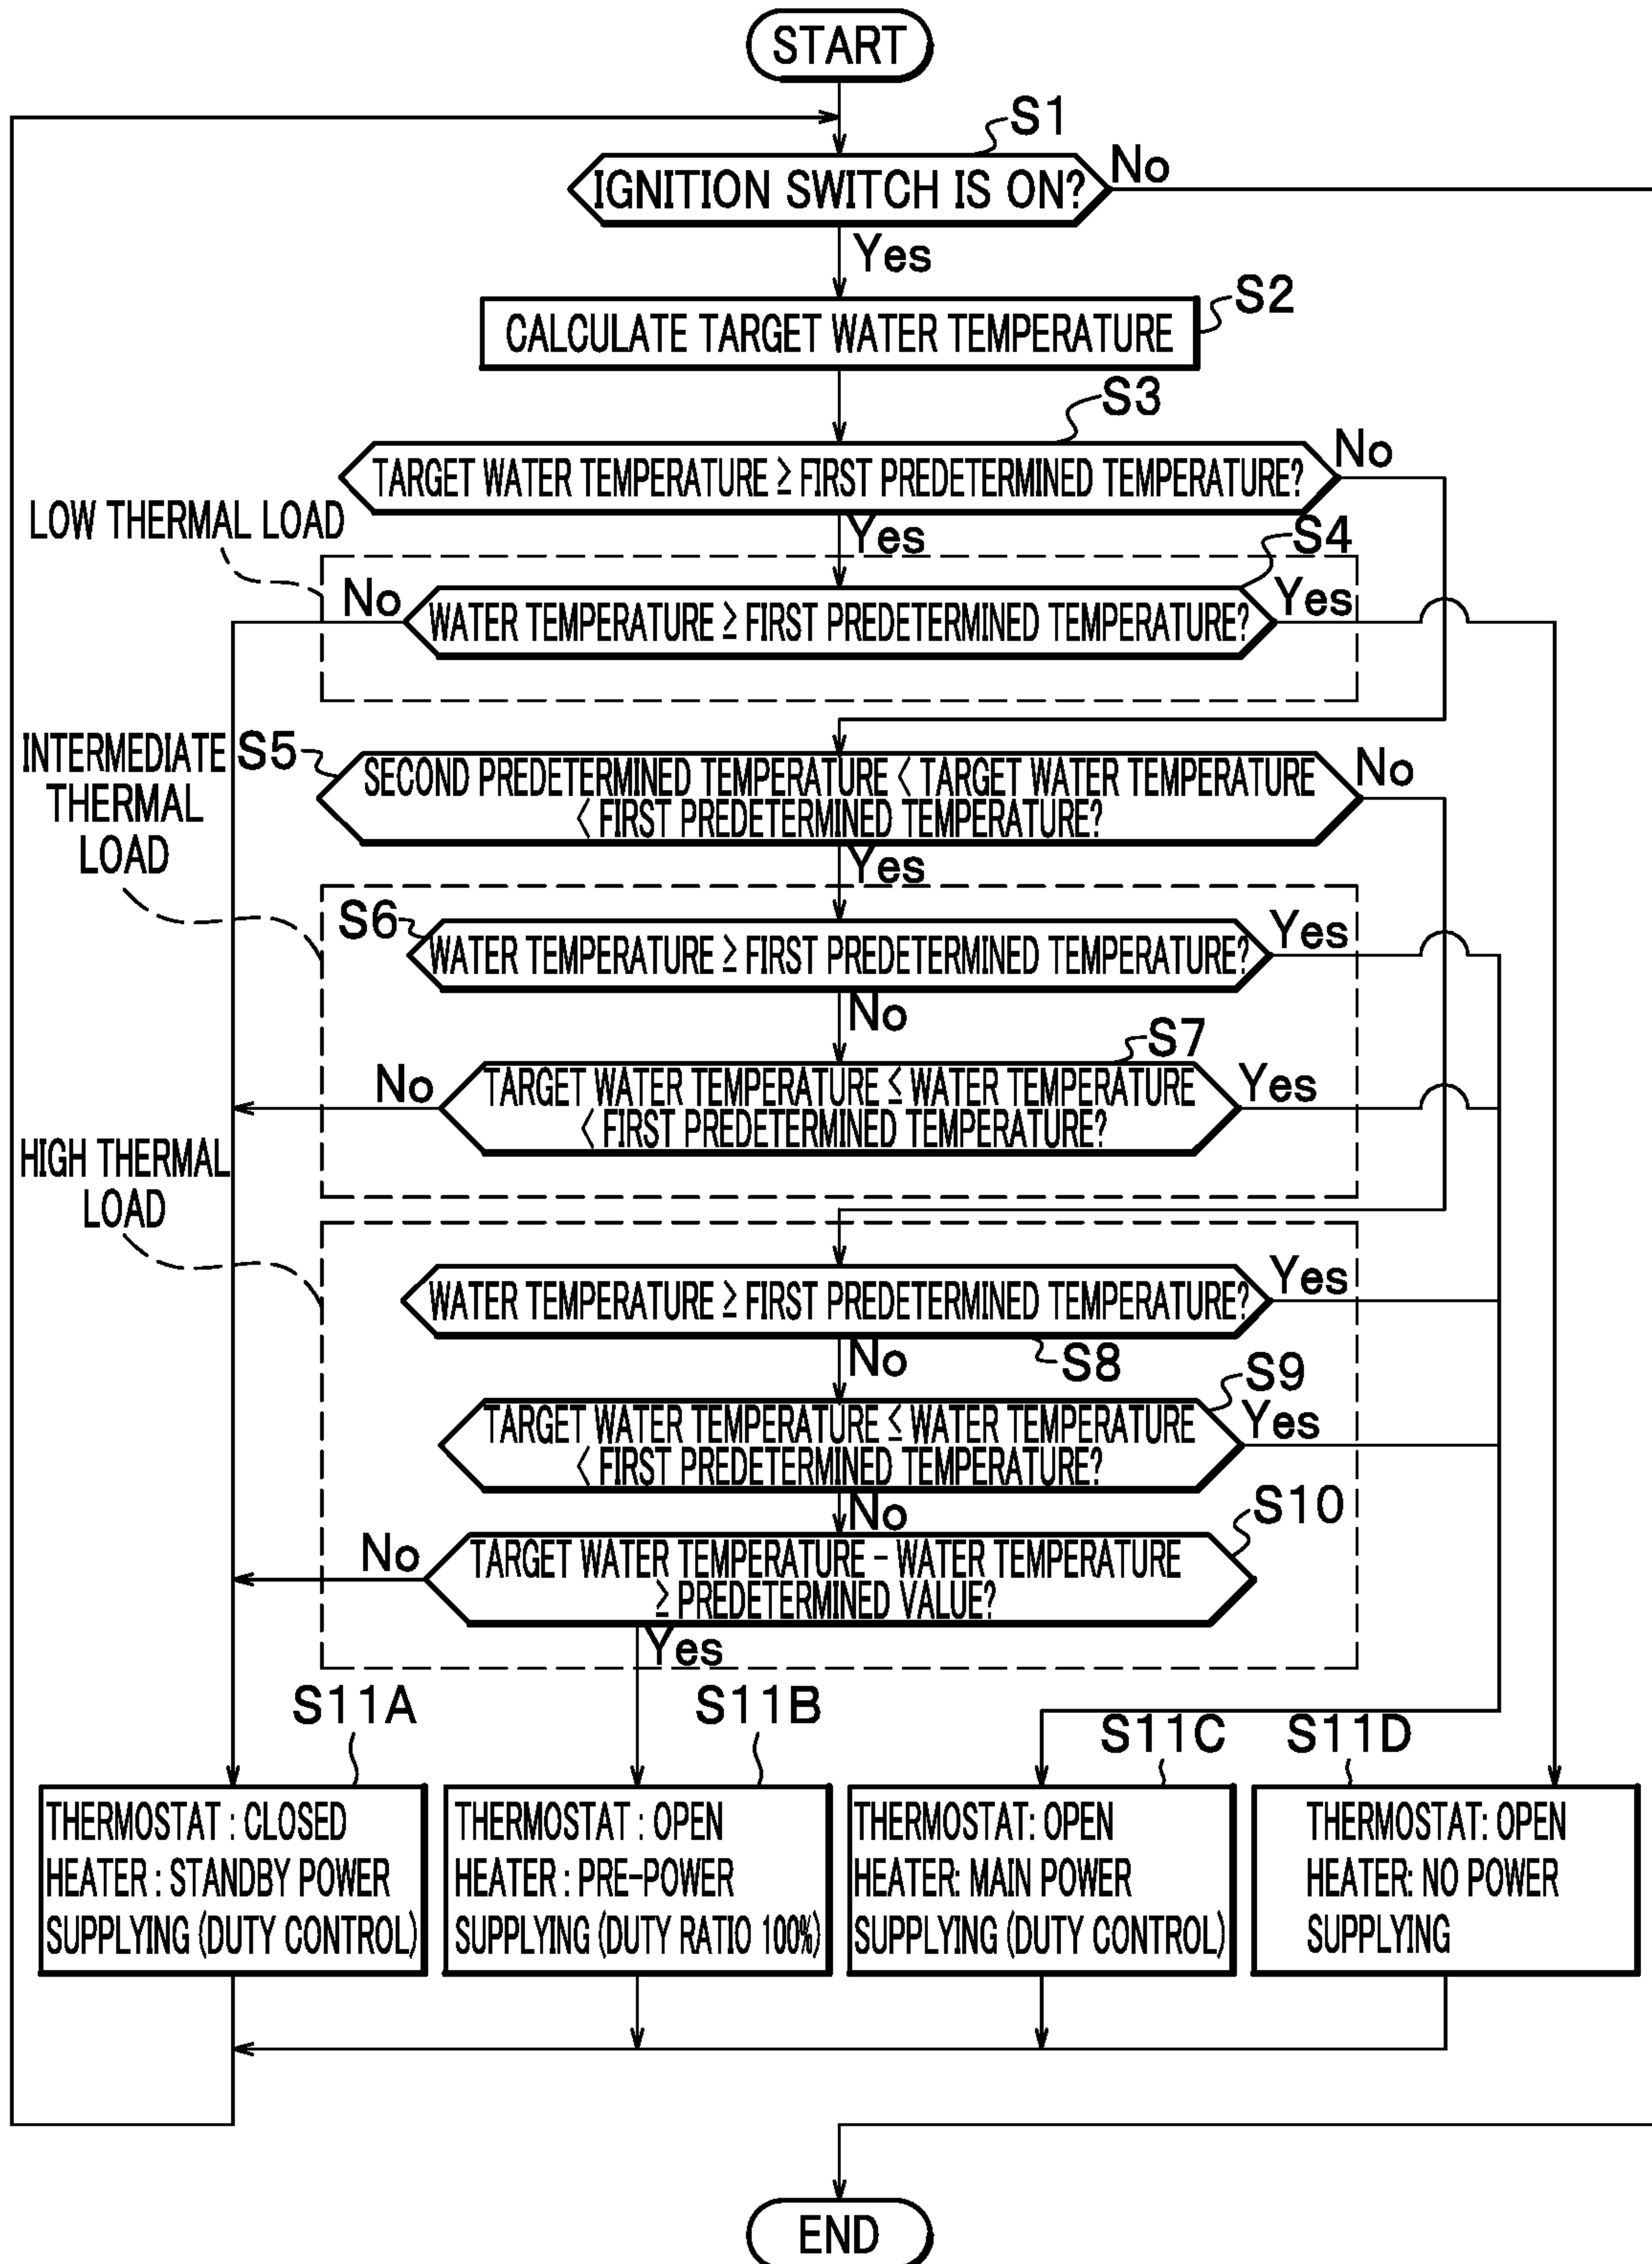 START
S1
IGNITION SWITCH IS ON?
No
Yes
S2
CALCULATE TARGET WATER TEMPERATURE
S3
TARGET WATER TEMPERATURE ≥ FIRST PREDETERMINED TEMPERATURE?
No
Yes
LOW THERMAL LOAD
S4
No
WATER TEMPERATURE ≥ FIRST PREDETERMINED TEMPERATURE?
Yes
INTERMEDIATE
THERMAL
LOAD
S5
SECOND PREDETERMINED TEMPERATURE < TARGET WATER TEMPERATURE
< FIRST PREDETERMINED TEMPERATURE?
No
Yes
S6
WATER TEMPERATURE ≥ FIRST PREDETERMINED TEMPERATURE?
Yes
No
S7
No
TARGET WATER TEMPERATURE ≤ WATER TEMPERATURE
< FIRST PREDETERMINED TEMPERATURE?
Yes
HIGH THERMAL
LOAD
WATER TEMPERATURE ≥ FIRST PREDETERMINED TEMPERATURE?
Yes
No
S8
S9
TARGET WATER TEMPERATURE ≤ WATER TEMPERATURE
< FIRST PREDETERMINED TEMPERATURE?
Yes
No
S10
No
TARGET WATER TEMPERATURE - WATER TEMPERATURE
≥ PREDETERMINED VALUE?
Yes
S11A
THERMOSTAT : CLOSED
HEATER : STANDBY POWER
SUPPLYING (DUTY CONTROL)
S11B
THERMOSTAT : OPEN
HEATER : PRE-POWER
SUPPLYING (DUTY RATIO 100%)
S11C
THERMOSTAT: OPEN
HEATER: MAIN POWER
SUPPLYING (DUTY CONTROL)
S11D
THERMOSTAT: OPEN
HEATER: NO POWER
SUPPLYING
END